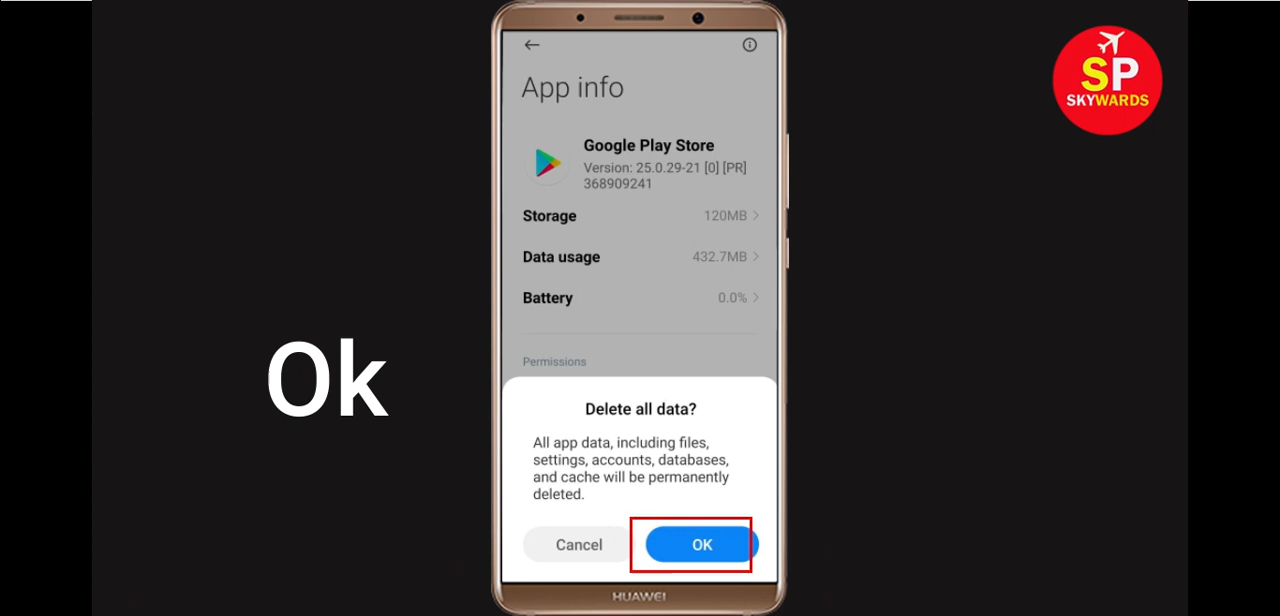 App info
Google Play Store
Version: 25.0.29-21 [0] [PR]
368909241
Storage 120MB
Data usage 432.7MB
Battery 0.0%
Permissions
Delete all data?
All app data, including files,
settings, accounts, databases,
and cache will be permanently
deleted.
Cancel OK
HUAWEI
Ok
SP
SKYWARDS